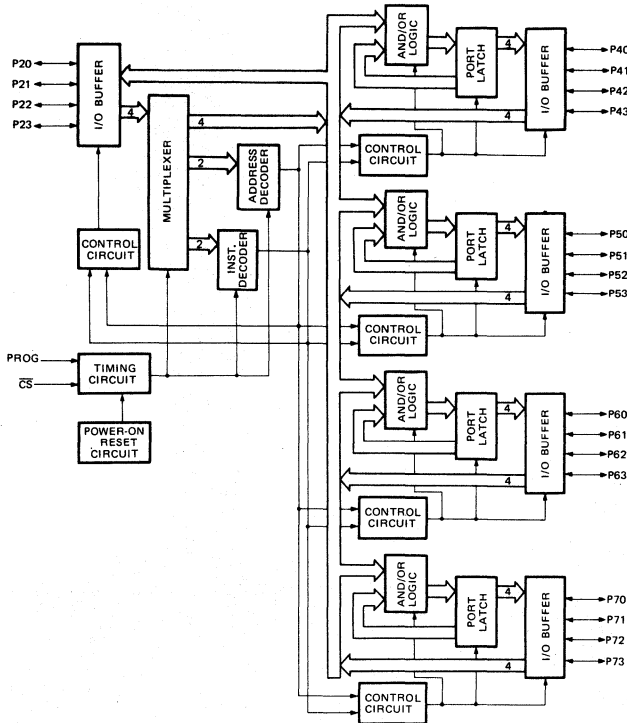 P20
P21
P22
P23
I/O BUFFER
4
MULTIPLEXER
4
2
ADDRESS
DECODER
2
INST.
DECODER
CONTROL
CIRCUIT
PROG
CS
TIMING
CIRCUIT
POWER-ON
RESET
CIRCUIT
AND/OR
LOGIC
PORT
LATCH
4
I/O BUFFER
4
CONTROL
CIRCUIT
P40
P41
P42
P43
AND/OR
LOGIC
PORT
LATCH
4
I/O BUFFER
4
CONTROL
CIRCUIT
P50
P51
P52
P53
AND/OR
LOGIC
PORT
LATCH
4
I/O BUFFER
4
CONTROL
CIRCUIT
P60
P61
P62
P63
AND/OR
LOGIC
PORT
LATCH
4
I/O BUFFER
4
CONTROL
CIRCUIT
P70
P71
P72
P73